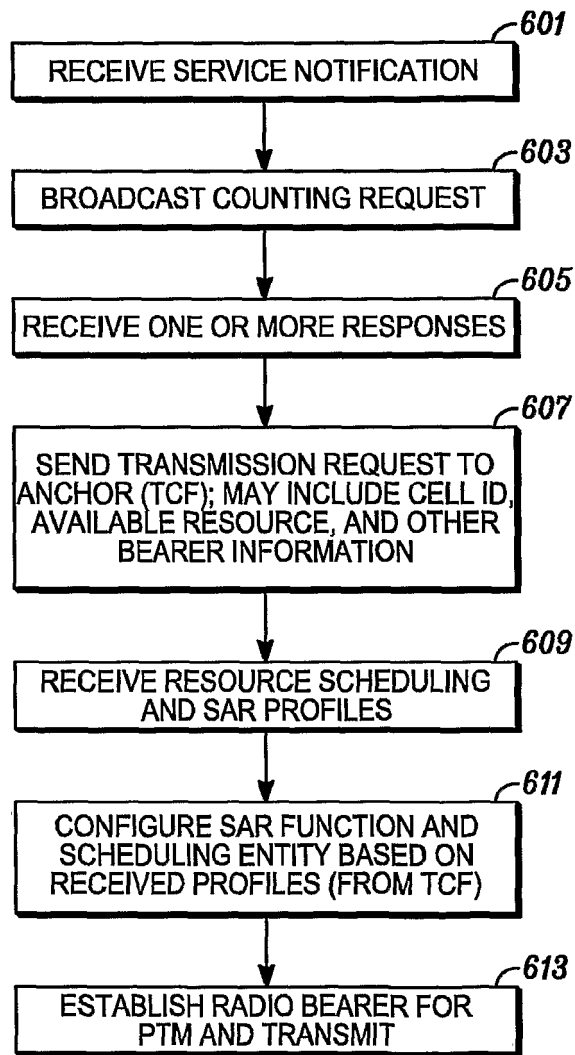 601
RECEIVE SERVICE NOTIFICATION
603
BROADCAST COUNTING REQUEST
605
RECEIVE ONE OR MORE RESPONSES
607
SEND TRANSMISSION REQUEST TO
ANCHOR (TCF); MAY INCLUDE CELL ID,
AVAILABLE RESOURCE, AND OTHER
BEARER INFORMATION
609
RECEIVE RESOURCE SCHEDULING
AND SAR PROFILES
611
CONFIGURE SAR FUNCTION AND
SCHEDULING ENTITY BASED ON
RECEIVED PROFILES (FROM TCF)
613
ESTABLISH RADIO BEARER FOR
PTM AND TRANSMIT